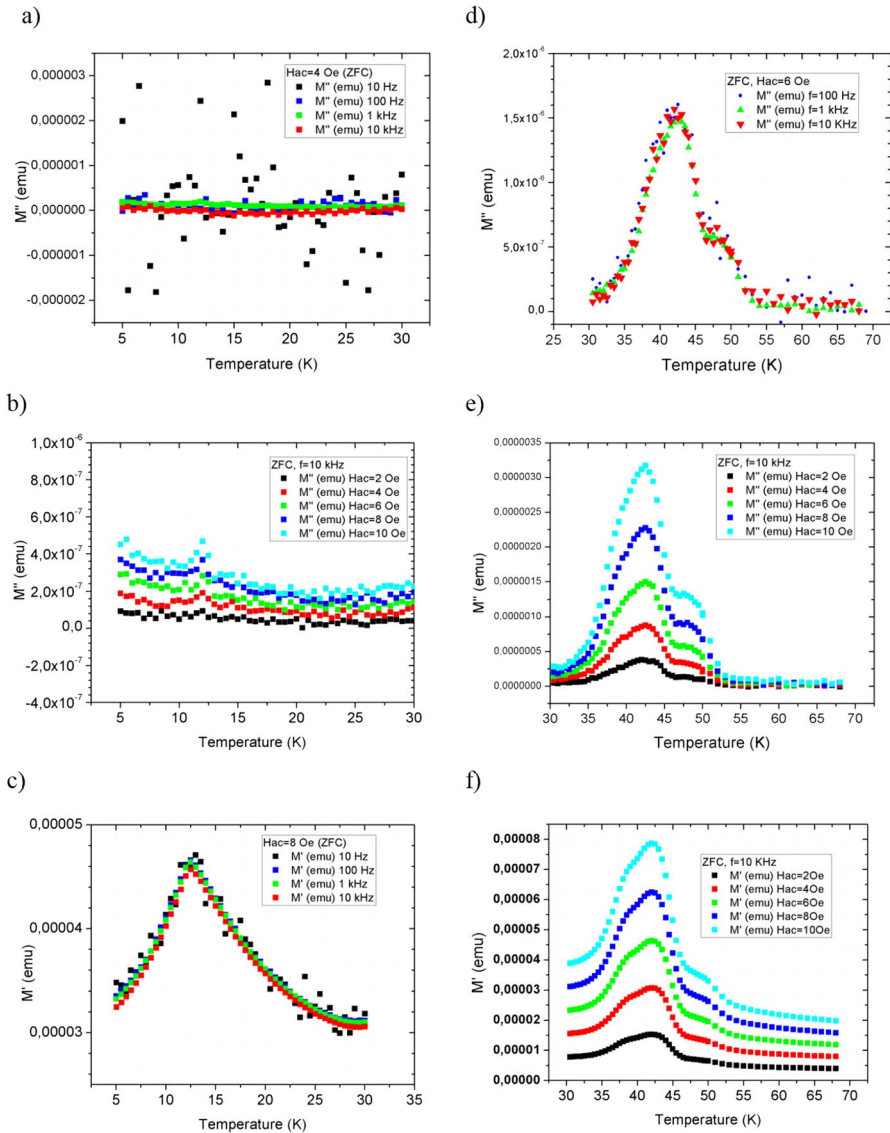 a)
0,000003
0,000002
0,000001
0,000000
-0,000001
-0,000002
M'' (emu)
Hac=4 Oe (ZFC)
M'' (emu) 10 Hz
M'' (emu) 100 Hz
M'' (emu) 1 kHz
M'' (emu) 10 kHz
5 10 15 20 25 30
Temperature (K)
d)
2,0x10-6
1,5x10-6
1,0x10-6
5,0x10-7
0,0
M'' (emu)
ZFC, Hac=6 Oe
M'' (emu) f=100 Hz
M'' (emu) f=1 kHz
M'' (emu) f=10 KHz
25 30 35 40 45 50 55 60 65 70
Temperature (K)
b)
1,0x10-6
8,0x10-7
6,0x10-7
4,0x10-7
2,0x10-7
0,0
-2,0x10-7
-4,0x10-7
M'' (emu)
ZFC, f=10 kHz
M'' (emu) Hac=2 Oe
M'' (emu) Hac=4 Oe
M'' (emu) Hac=6 Oe
M'' (emu) Hac=8 Oe
M'' (emu) Hac=10 Oe
5 10 15 20 25 30
Temperature (K)
e)
0,0000035
0,0000030
0,0000025
0,0000020
0,0000015
0,0000010
0,0000005
0,0000000
M'' (emu)
ZFC, f=10 kHz
M'' (emu) Hac=2 Oe
M'' (emu) Hac=4 Oe
M'' (emu) Hac=6 Oe
M'' (emu) Hac=8 Oe
M'' (emu) Hac=10 Oe
30 35 40 45 50 55 60 65 70
Temperature (K)
c)
0,00005
0,00004
0,00003
M' (emu)
Hac=8 Oe (ZFC)
M' (emu) 10 Hz
M' (emu) 100 Hz
M' (emu) 1 kHz
M' (emu) 10 kHz
5 10 15 20 25 30
Temperature (K)
f)
0,00008
0,00007
0,00006
0,00005
0,00004
0,00003
0,00002
0,00001
0,00000
M' (emu)
ZFC, f=10 KHz
M' (emu) Hac=2Oe
M' (emu) Hac=4Oe
M' (emu) Hac=6Oe
M' (emu) Hac=8Oe
M' (emu) Hac=10Oe
30 35 40 45 50 55 60 65 70
Temperature (K)